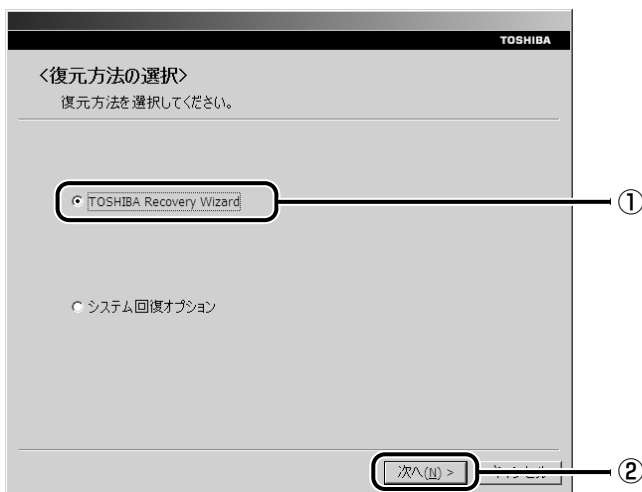 TOSHIBA
<復元方法の選択>
復元方法を選択してください。
TOSHIBA Recovery Wizard
①
システム回復オプション
次へ(N) >
②